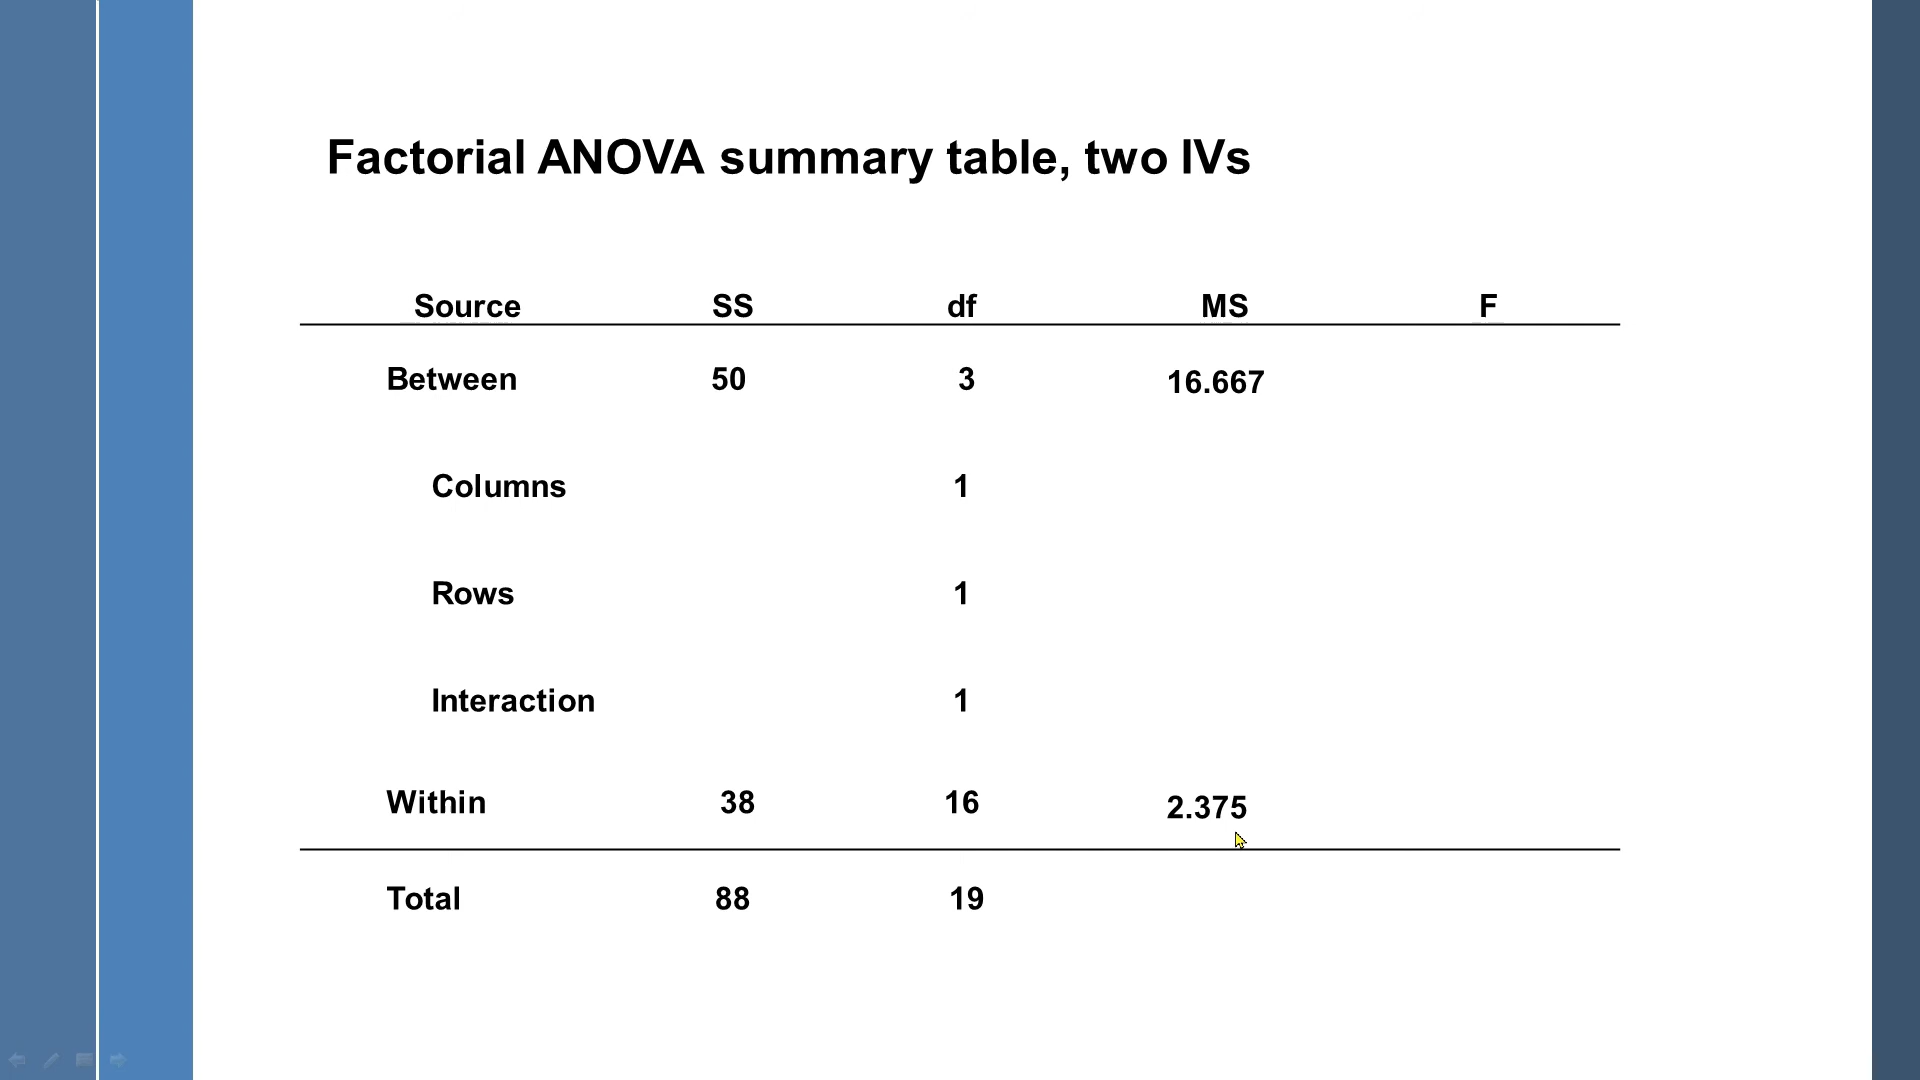 Factorial ANOVA summary table, two IVs
Source SS df MS F
Between 50 3 16.667
Columns 1
Rows 1
Interaction 1
Within 38 16 2.375
Total 88 19